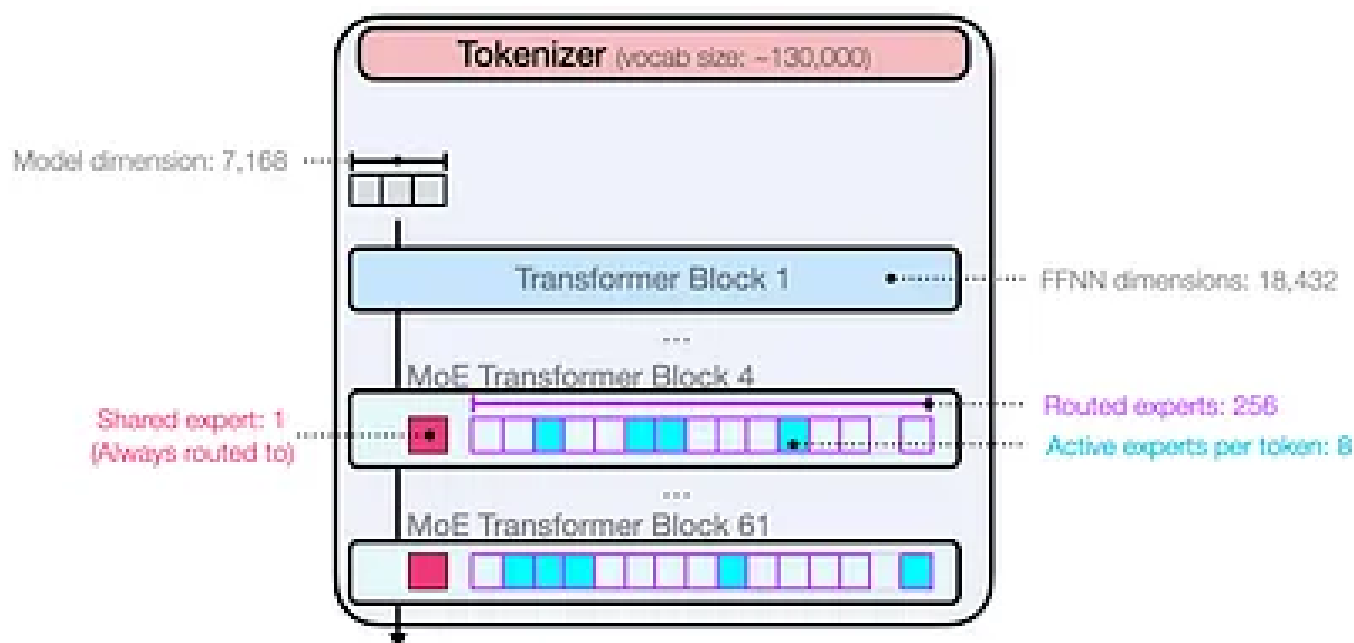 Tokenizer (vocab size: ~130,000)
Model dimension: 7,168
Transformer Block 1
FFNN dimensions: 18,432
...
MoE Transformer Block 4
Shared expert: 1
(Always routed to)
Routed experts: 256
Active experts per token: 8
...
MoE Transformer Block 61